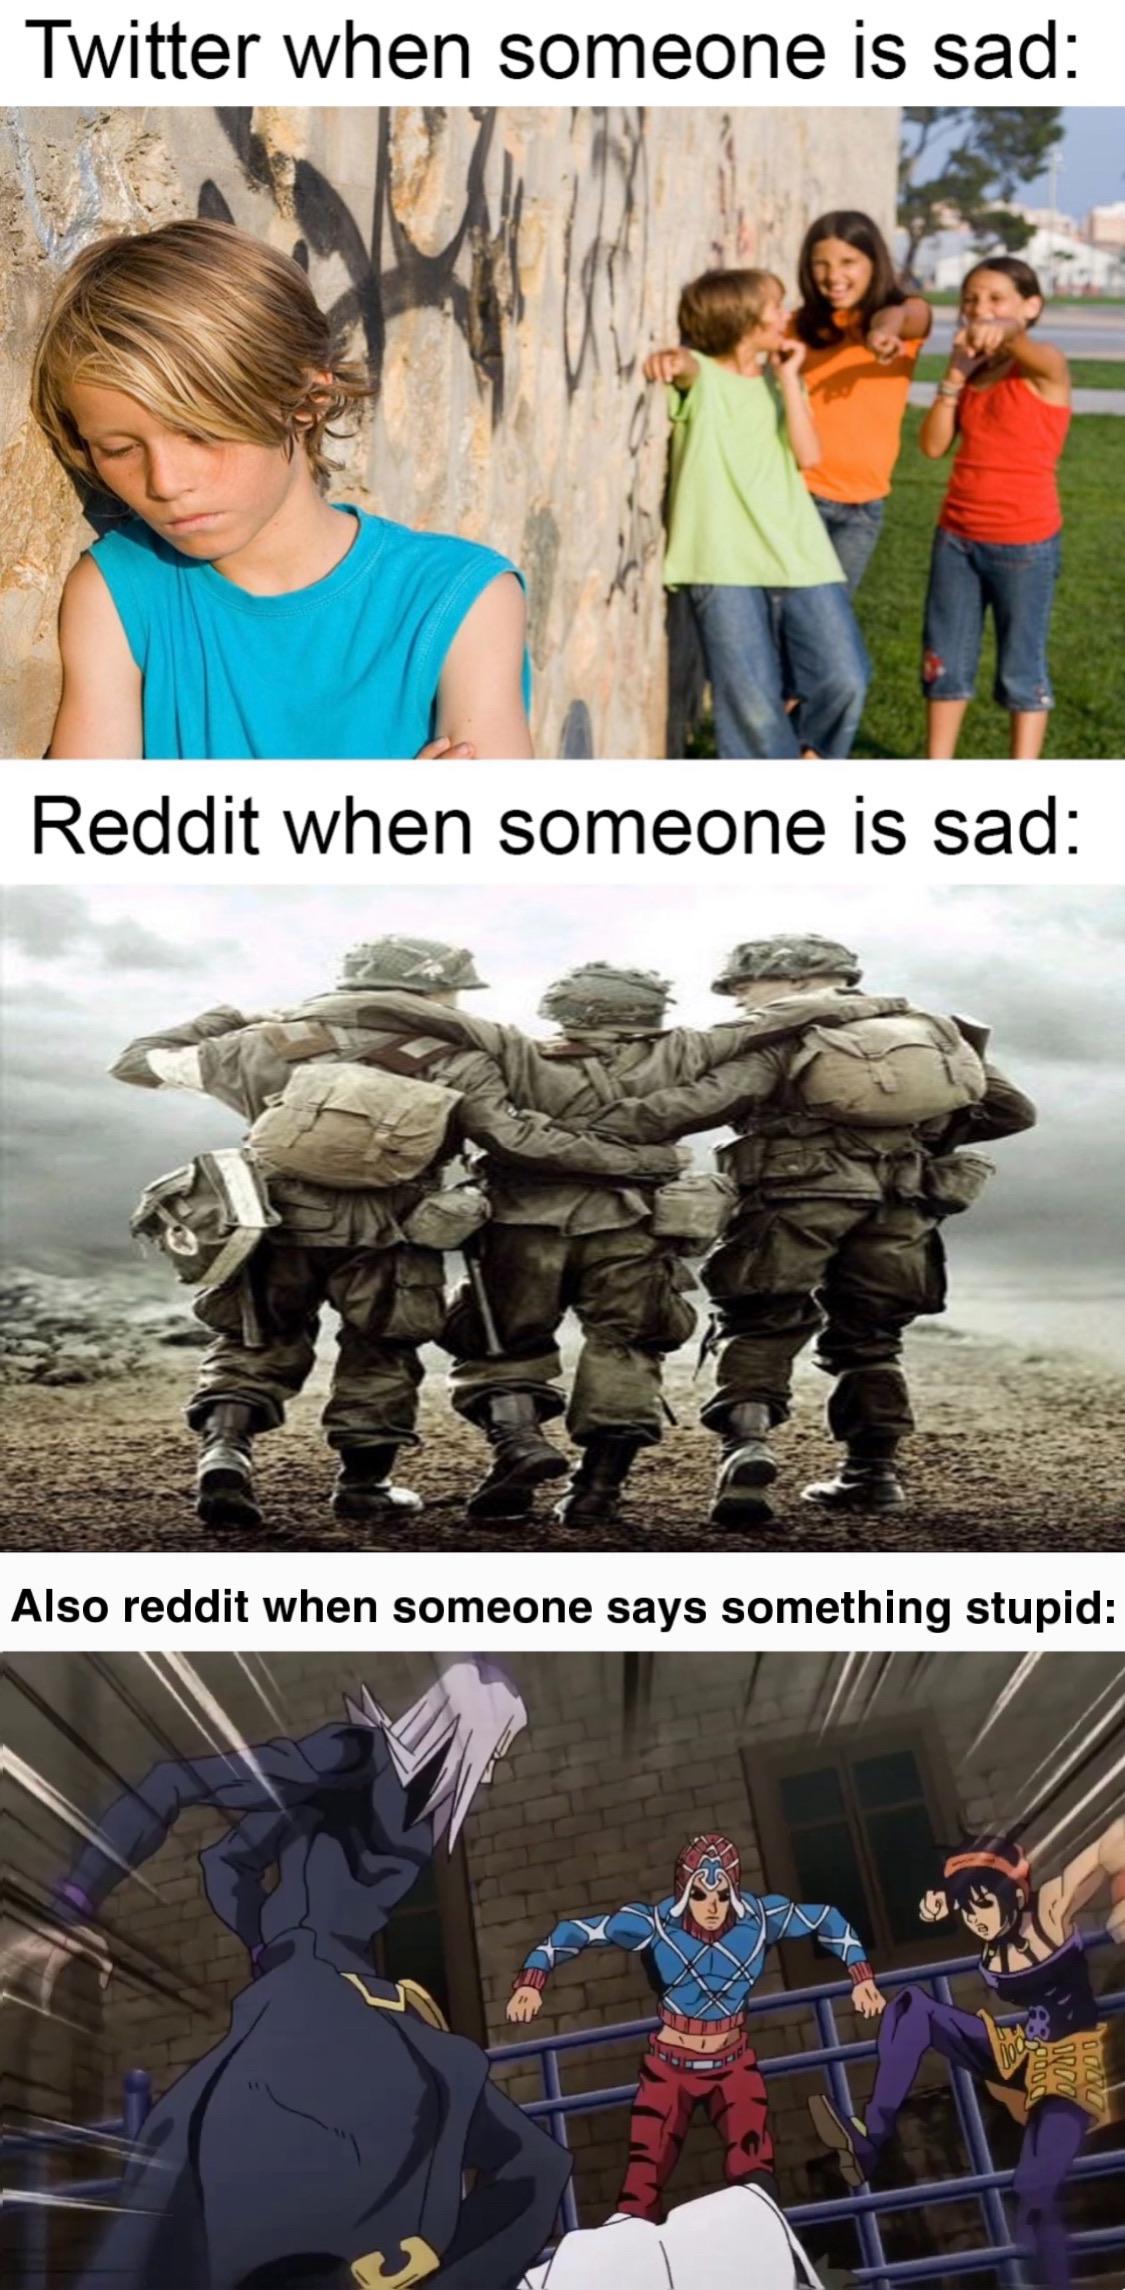 Twitter when someone is sad:
Reddit when someone is sad:
Also reddit when someone says something stupid: